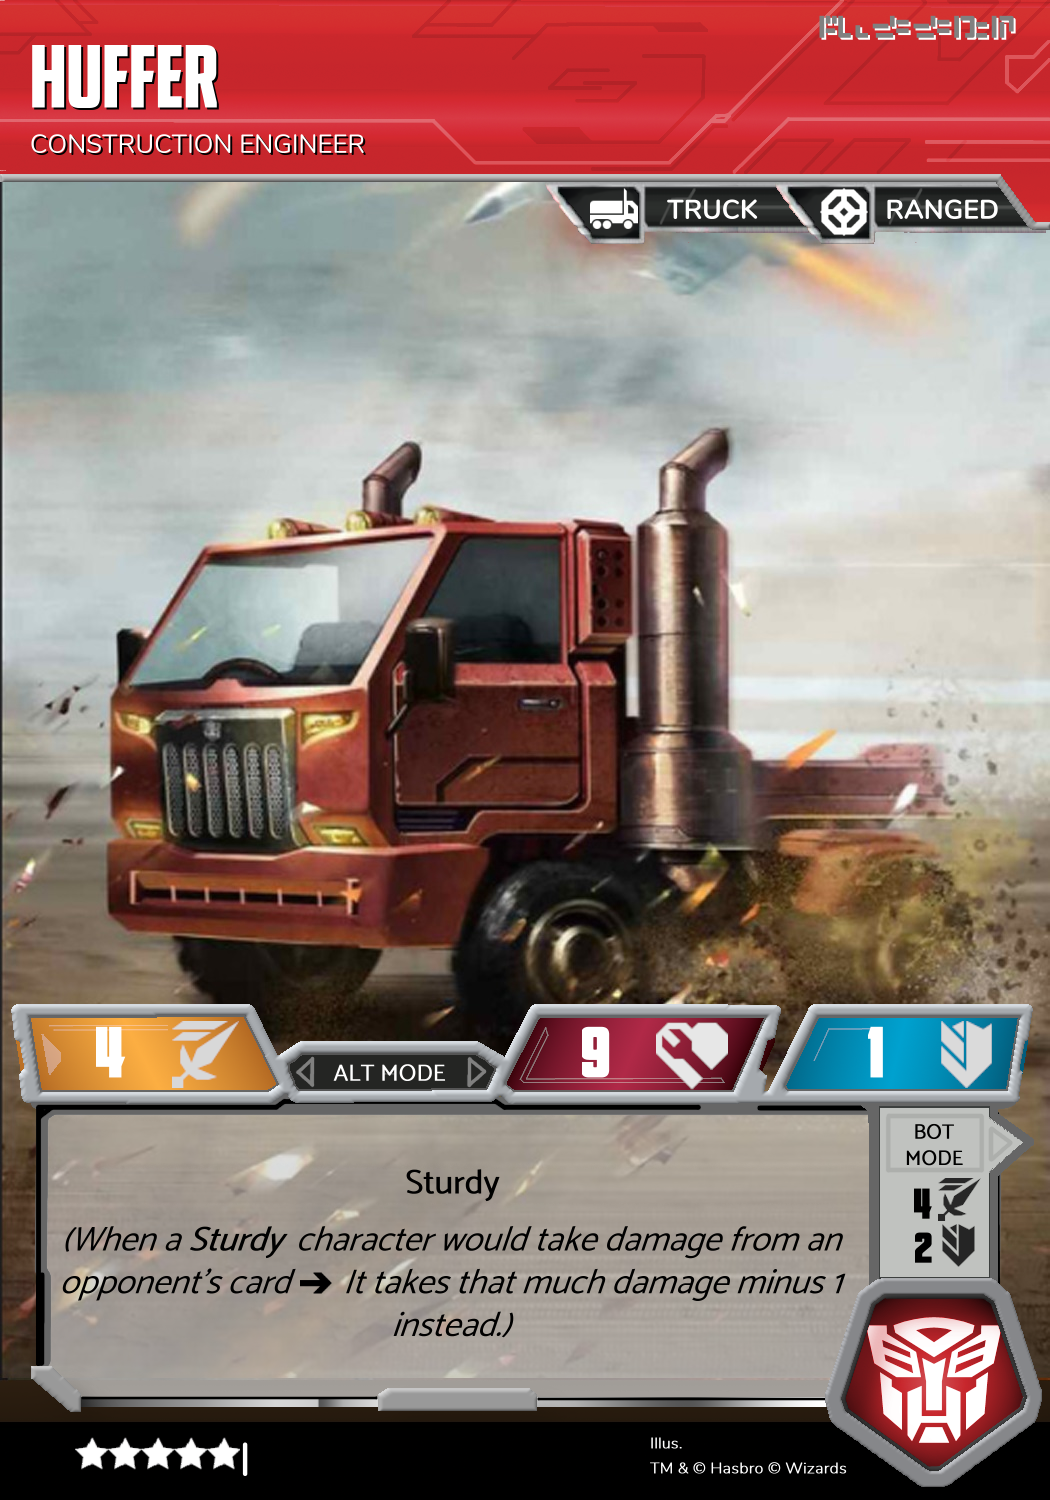 HUFFER
CONSTRUCTION ENGINEER
TRUCK
RANGED
4
ALT MODE
9
1
BOT
MODE
4
2
Sturdy
(When a Sturdy character would take damage from an
opponent's card ➔ It takes that much damage minus 1
instead.)
Illus.
TM & © Hasbro © Wizards